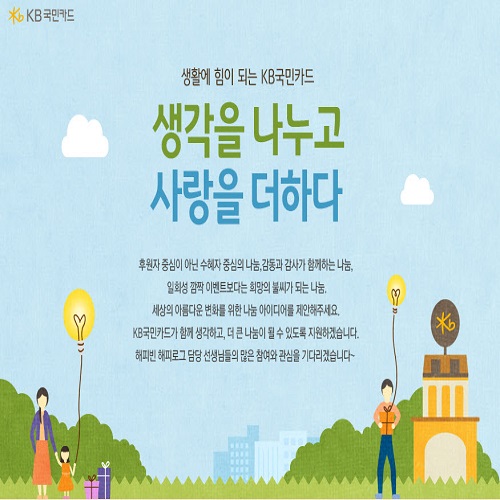 KB국민카드
생활에 힘이 되는 KB국민카드
생각을 나누고
사랑을 더하다
후원자 중심이 아닌 수혜자 중심의 나눔,감동과 감사가 함께하는 나눔,
일회성 깜짝 이벤트보다는 희망의 불씨가 되는 나눔.
세상의 아름다운 변화를 위한 나눔 아이디어를 제안해주세요.
KB국민카드가 함께 생각하고, 더 큰 나눔이 될 수 있도록 지원하겠습니다.
해피빈 해피로그 담당 선생님들의 많은 참여와 관심을 기다리겠습니다~